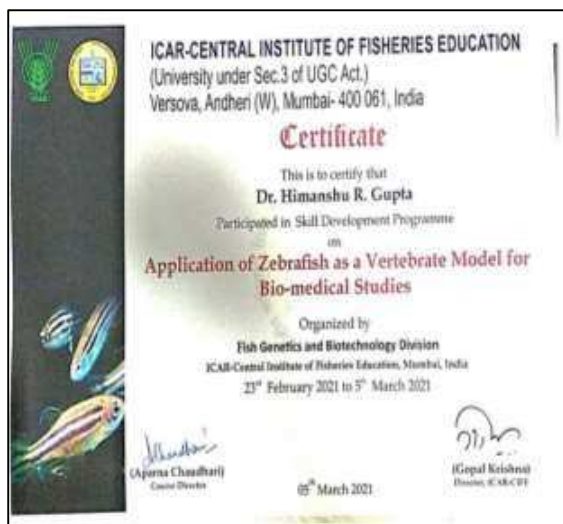 ICAR-CENTRAL INSTITUTE OF FISHERIES EDUCATION
(University under Sec.3 of UGC Act.)
Versova, Andheri (W), Mumbai- 400 061, India
Certificate
This is to certify that
Dr. Himanshu R. Gupta
Participated in Skill Development Programme
on
Application of Zebrafish as a Vertebrate Model for
Bio-medical Studies
Organized by
Fish Genetics and Biotechnology Division
ICAR-Central Institute of Fisheries Education, Mumbai, India
23rd February 2021 to 5th March 2021
(Aparna Chaudhari)
Course Director
05th March 2021
(Gopal Krishna)
Director, ICAR-CIFE